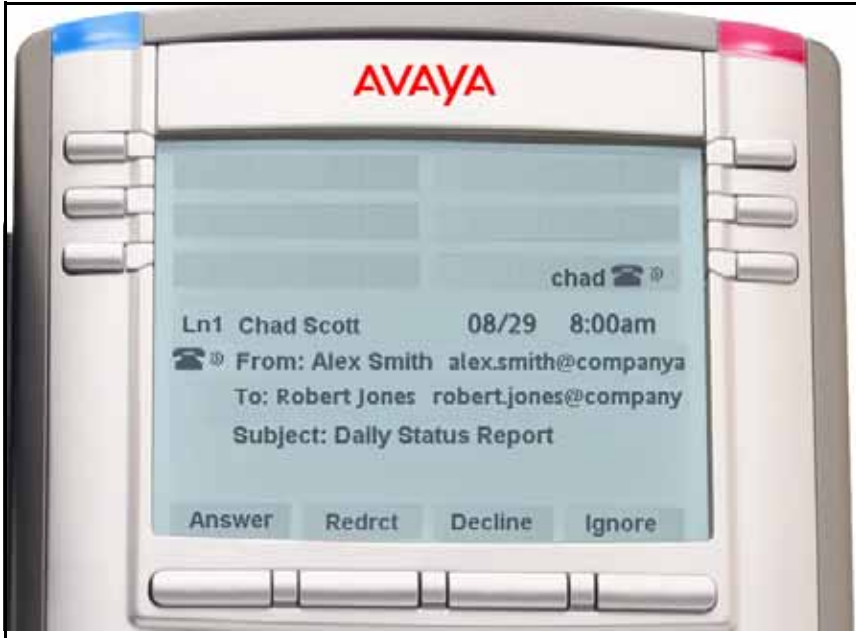 AVAYA
chad
Ln1 Chad Scott 08/29 8:00am
From: Alex Smith alex.smith@companya
To: Robert Jones robert.jones@company
Subject: Daily Status Report
Answer Redrct Decline Ignore